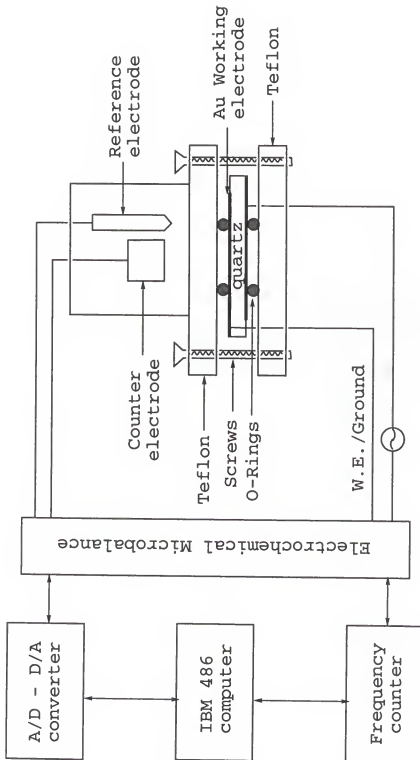 A/D - D/A
converter
IBM 486
computer
Frequency
counter
Electrochemical Microbalance
Counter
electrode
Reference
electrode
Teflon
Screws
O-Rings
W.E./Ground
quartz
Au Working
electrode
Teflon